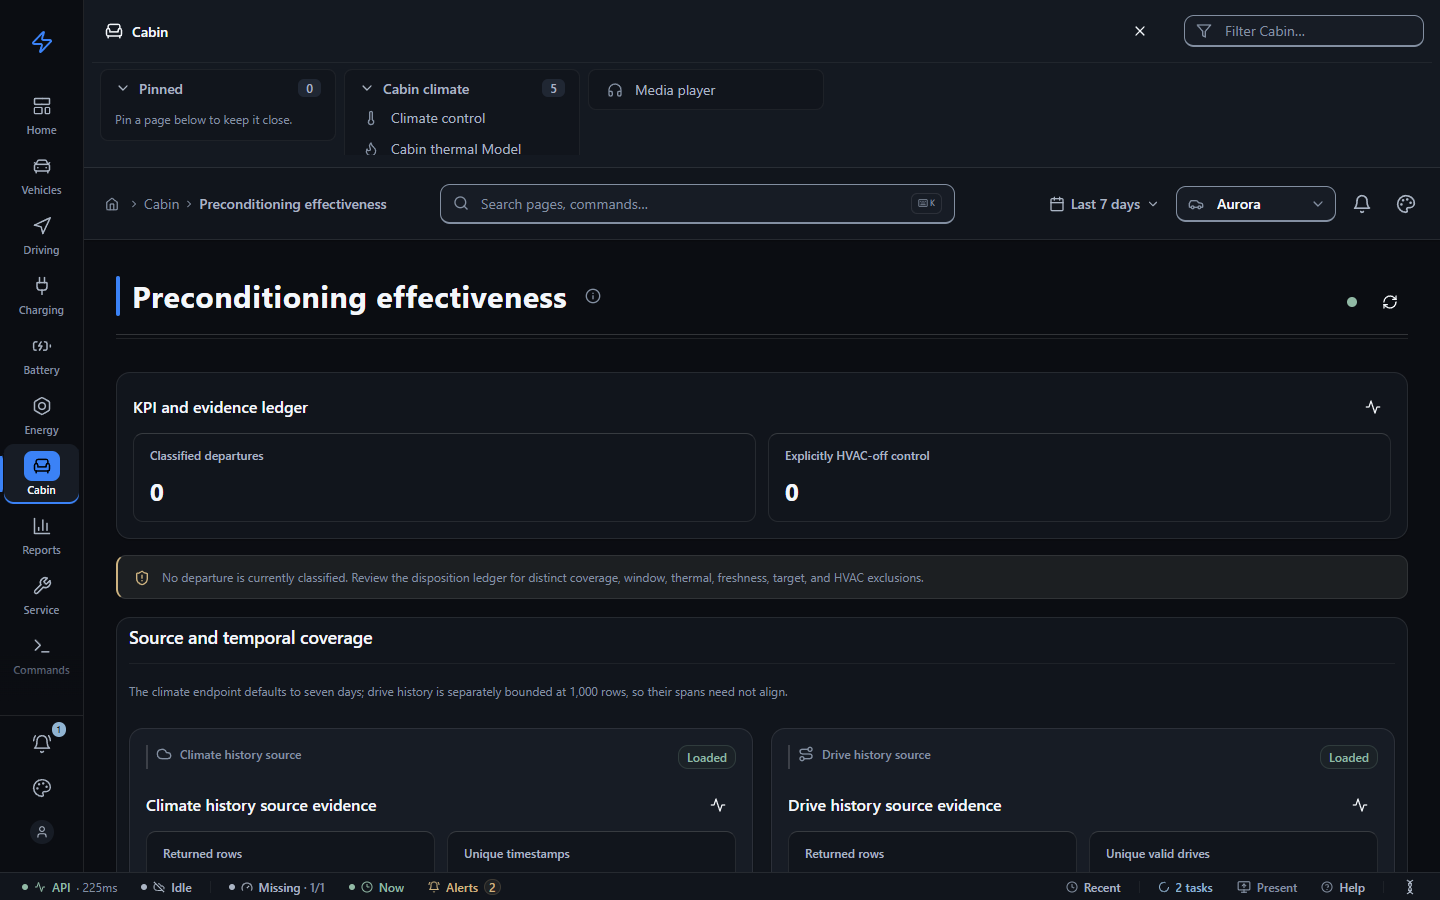 Cabin
Filter Cabin...
Pinned
0
Pin a page below to keep it close.
Cabin climate
5
Climate control
Cabin thermal Model
Media player
Home
Vehicles
Driving
Charging
Battery
Energy
Cabin
Reports
Service
Commands
1
Cabin
Preconditioning effectiveness
Search pages, commands...
K
Last 7 days
Aurora
Preconditioning effectiveness
KPI and evidence ledger
Classified departures
0
Explicitly HVAC-off control
0
No departure is currently classified. Review the disposition ledger for distinct coverage, window, thermal, freshness, target, and HVAC exclusions.
Source and temporal coverage
The climate endpoint defaults to seven days; drive history is separately bounded at 1,000 rows, so their spans need not align.
Climate history source
Loaded
Climate history source evidence
Returned rows
Unique timestamps
Drive history source
Loaded
Drive history source evidence
Returned rows
Unique valid drives
API · 225ms
Idle
Missing · 1/1
Now
Alerts 2
Recent
2 tasks
Present
Help